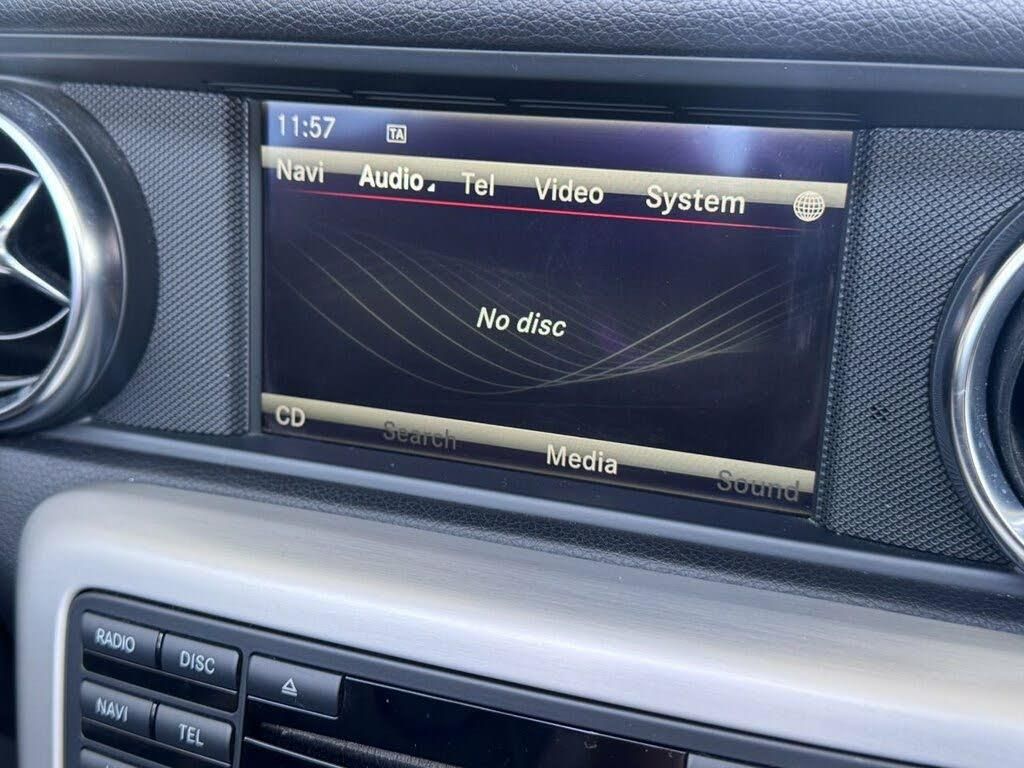 11:57 TA
Navi Audio Tel Video System
No disc
CD Search Media Sound
RADIO DISC
NAVI TEL